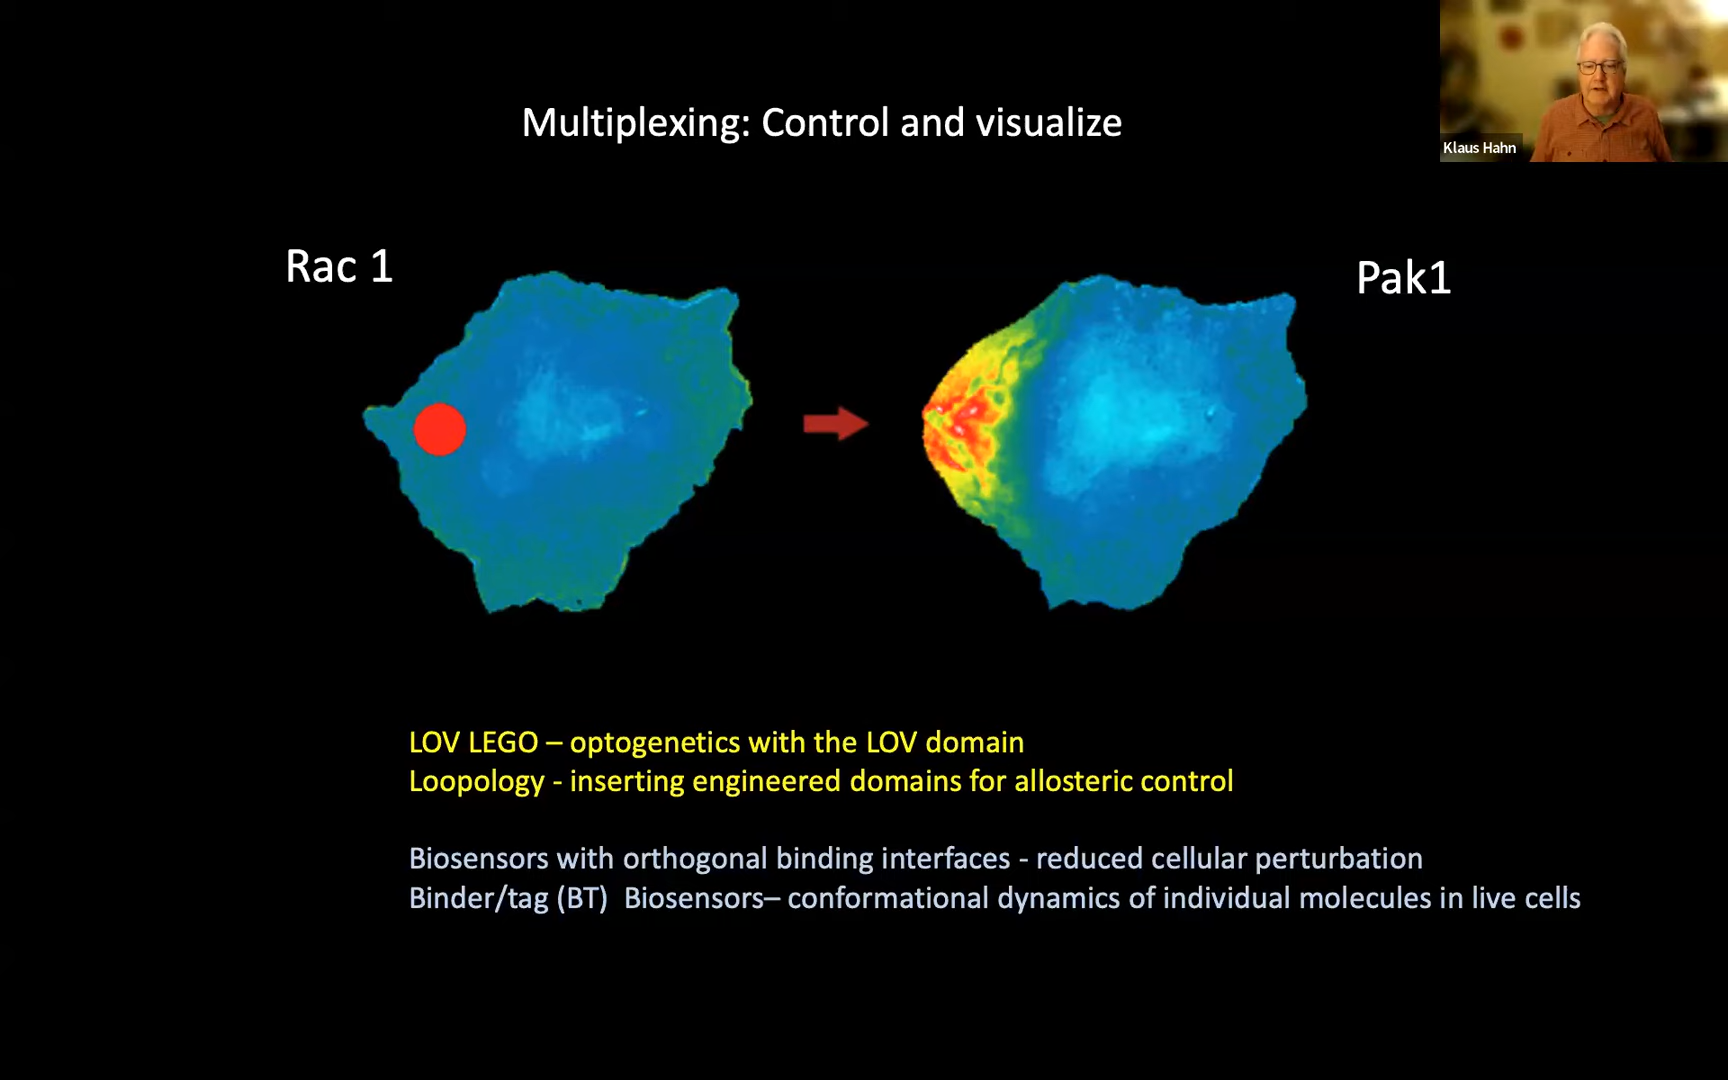 Multiplexing: Control and visualize
Klaus Hahn
Rac 1
Pak1
LOV LEGO – optogenetics with the LOV domain
Loopology - inserting engineered domains for allosteric control
Biosensors with orthogonal binding interfaces - reduced cellular perturbation
Binder/tag (BT)  Biosensors– conformational dynamics of individual molecules in live cells